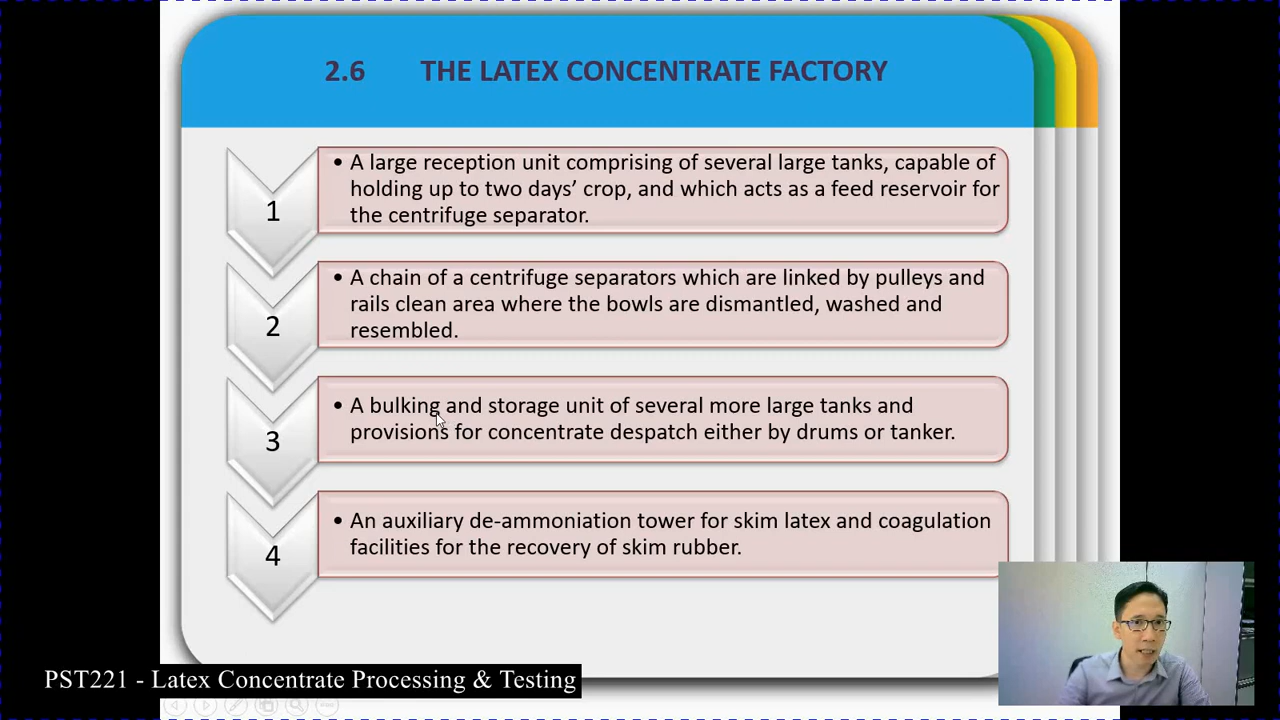 2.6 THE LATEX CONCENTRATE FACTORY
1
• A large reception unit comprising of several large tanks, capable of
holding up to two days’ crop, and which acts as a feed reservoir for
the centrifuge separator.
2
• A chain of a centrifuge separators which are linked by pulleys and
rails clean area where the bowls are dismantled, washed and
resembled.
3
• A bulking and storage unit of several more large tanks and
provisions for concentrate despatch either by drums or tanker.
4
• An auxiliary de-ammoniation tower for skim latex and coagulation
facilities for the recovery of skim rubber.
PST221 - Latex Concentrate Processing & Testing